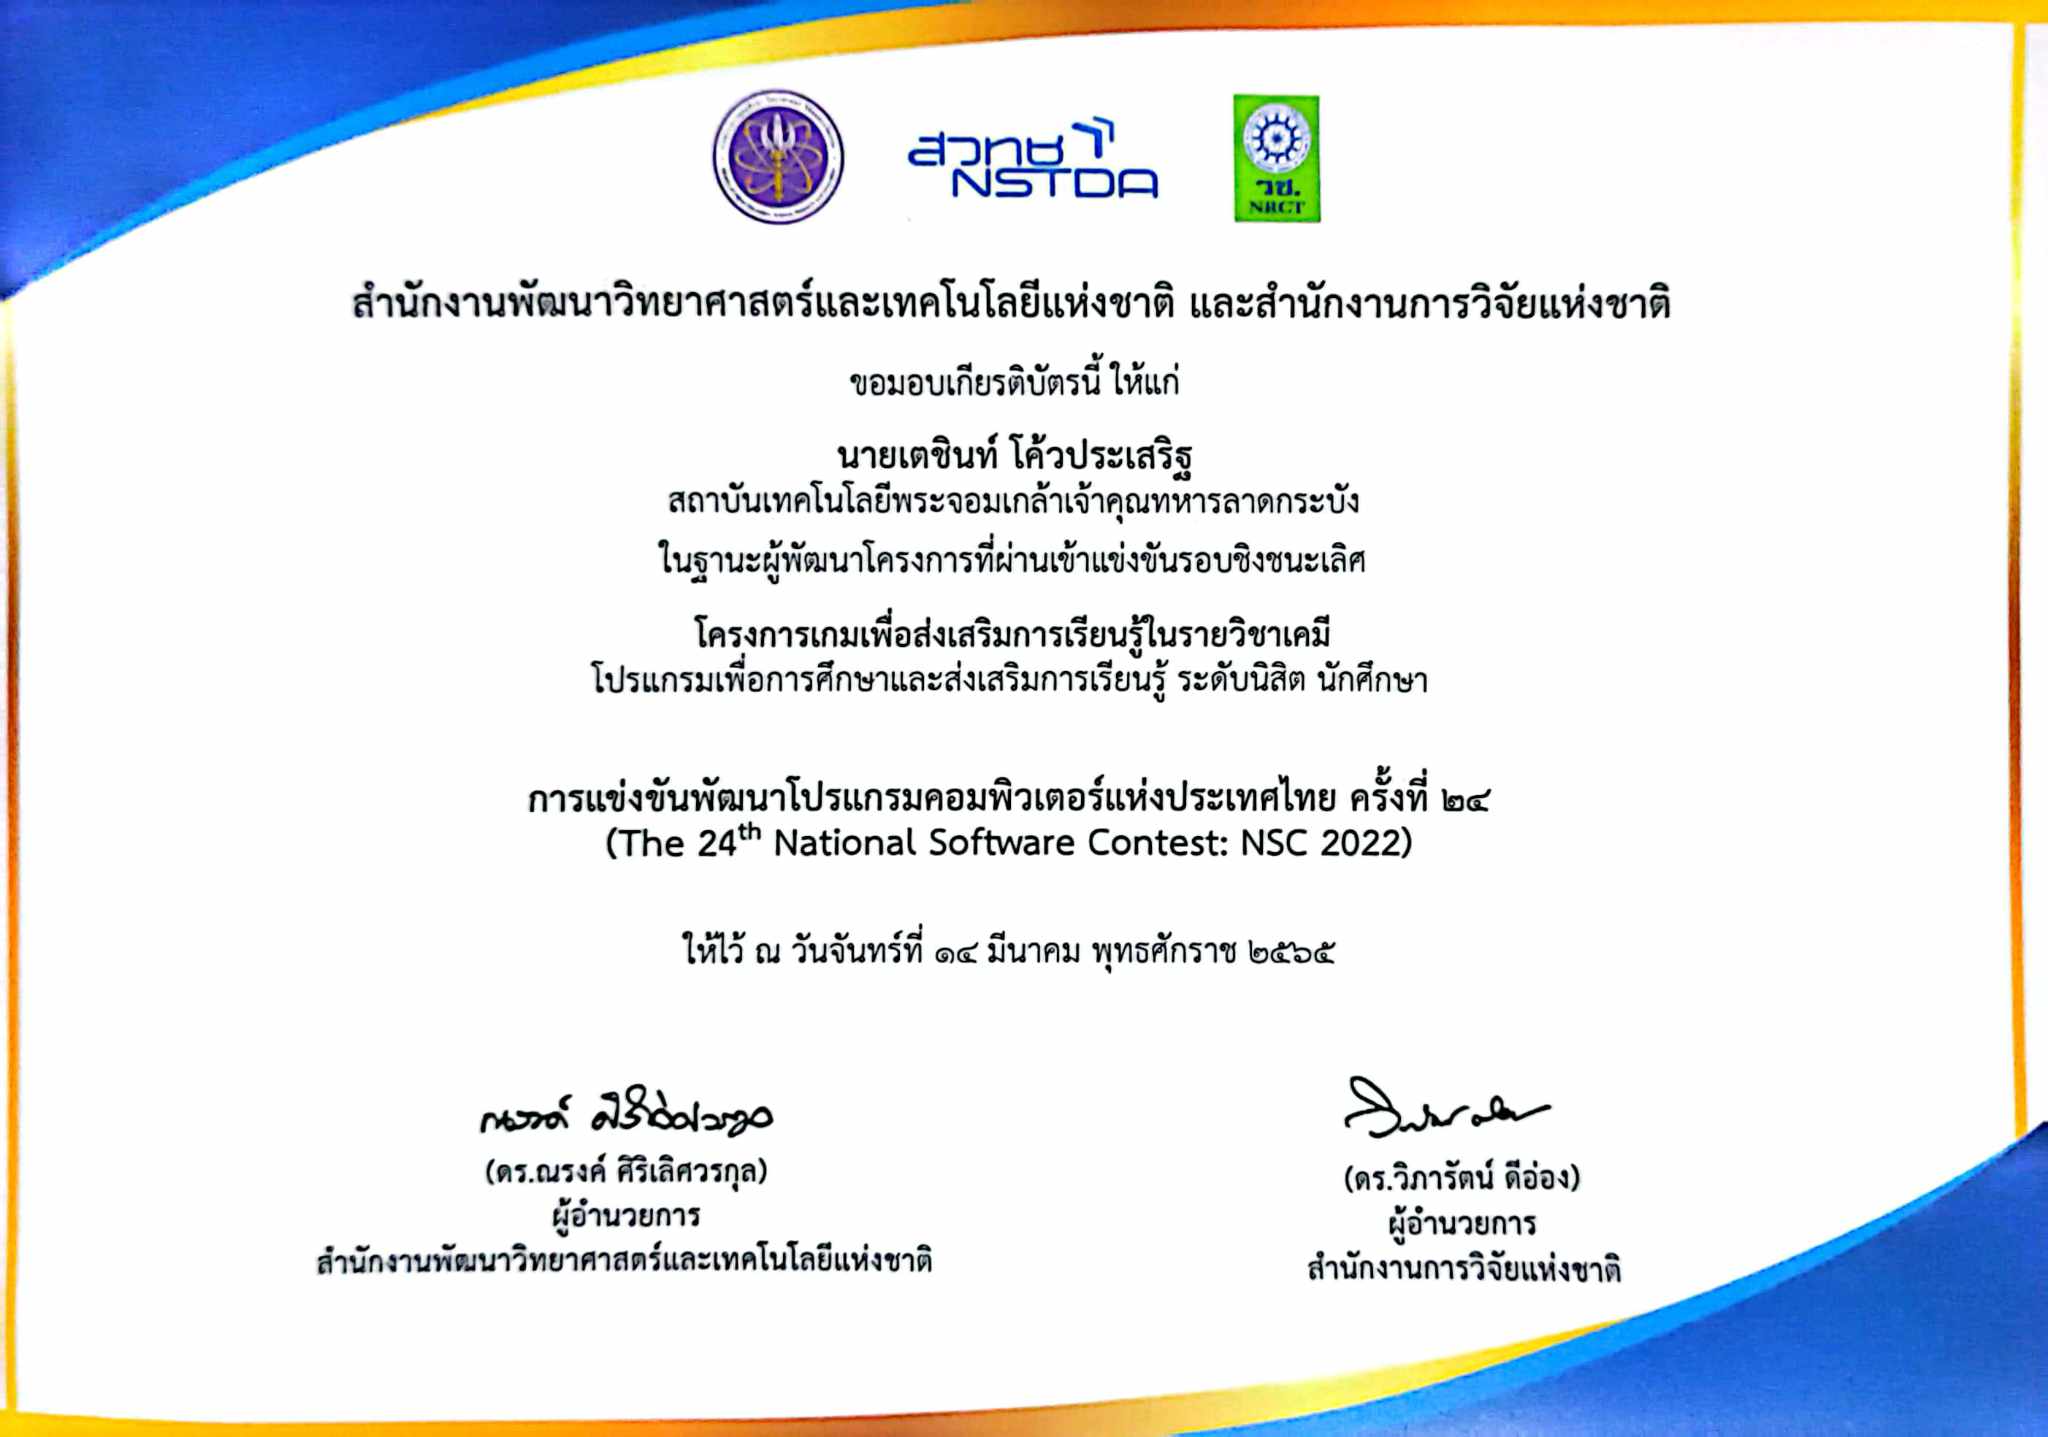 สวทช
NSTDA
วช.
NRCT
สำนักงานพัฒนาวิทยาศาสตร์และเทคโนโลยีแห่งชาติ และสำนักงานการวิจัยแห่งชาติ
ขอมอบเกียรติบัตรนี้ ให้แก่
นายเตชินท์ โค้วประเสริฐ
สถาบันเทคโนโลยีพระจอมเกล้าเจ้าคุณทหารลาดกระบัง
ในฐานะผู้พัฒนาโครงการที่ผ่านเข้าแข่งขันรอบชิงชนะเลิศ
โครงการเกมเพื่อส่งเสริมการเรียนรู้ในรายวิชาเคมี
โปรแกรมเพื่อการศึกษาและส่งเสริมการเรียนรู้ ระดับนิสิต นักศึกษา
การแข่งขันพัฒนาโปรแกรมคอมพิวเตอร์แห่งประเทศไทย ครั้งที่ ๒๔
(The 24th National Software Contest: NSC 2022)
ให้ไว้ ณ วันจันทร์ที่ ๑๔ มีนาคม พุทธศักราช ๒๕๖๕
(ดร.ณรงค์ ศิริเลิศวรกุล)
ผู้อำนวยการ
สำนักงานพัฒนาวิทยาศาสตร์และเทคโนโลยีแห่งชาติ
(ดร.วิภารัตน์ ดีอ่อง)
ผู้อำนวยการ
สำนักงานการวิจัยแห่งชาติ